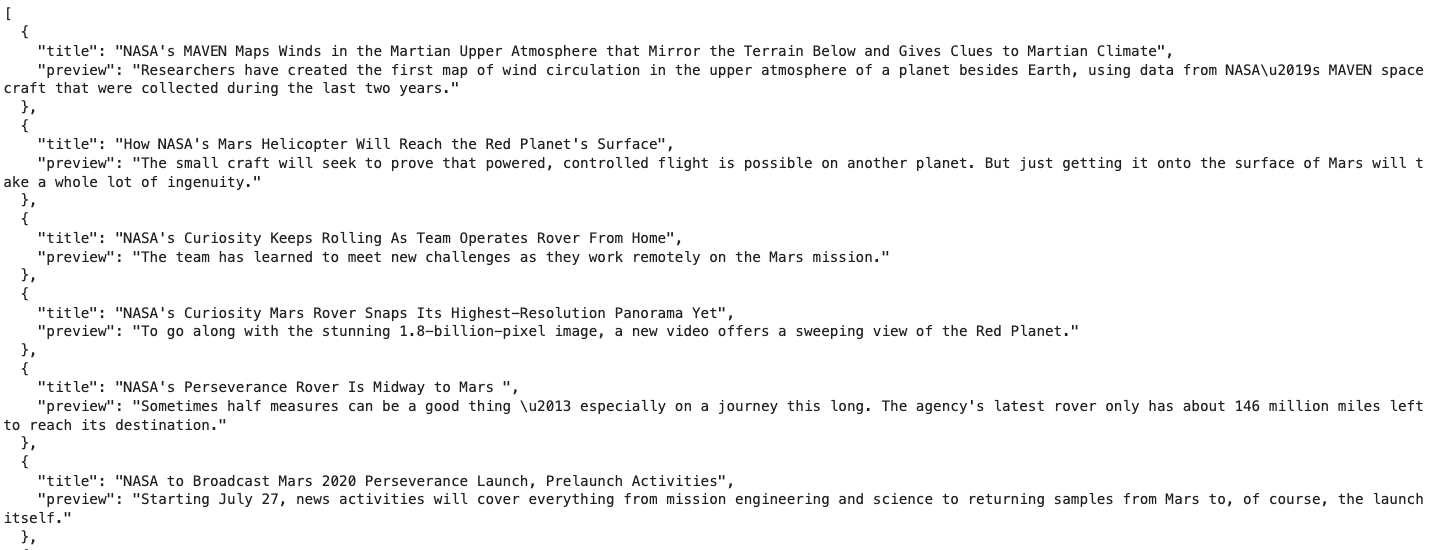 [
  {
    "title": "NASA's MAVEN Maps Winds in the Martian Upper Atmosphere that Mirror the Terrain Below and Gives Clues to Martian Climate",
    "preview": "Researchers have created the first map of wind circulation in the upper atmosphere of a planet besides Earth, using data from NASA\u2019s MAVEN space
craft that were collected during the last two years."
  },
  {
    "title": "How NASA's Mars Helicopter Will Reach the Red Planet's Surface",
    "preview": "The small craft will seek to prove that powered, controlled flight is possible on another planet. But just getting it onto the surface of Mars will t
ake a whole lot of ingenuity."
  },
  {
    "title": "NASA's Curiosity Keeps Rolling As Team Operates Rover From Home",
    "preview": "The team has learned to meet new challenges as they work remotely on the Mars mission."
  },
  {
    "title": "NASA's Curiosity Mars Rover Snaps Its Highest-Resolution Panorama Yet",
    "preview": "To go along with the stunning 1.8-billion-pixel image, a new video offers a sweeping view of the Red Planet."
  },
  {
    "title": "NASA's Perseverance Rover Is Midway to Mars ",
    "preview": "Sometimes half measures can be a good thing \u2013 especially on a journey this long. The agency's latest rover only has about 146 million miles left
to reach its destination."
  },
  {
    "title": "NASA to Broadcast Mars 2020 Perseverance Launch, Prelaunch Activities",
    "preview": "Starting July 27, news activities will cover everything from mission engineering and science to returning samples from Mars to, of course, the launch
itself."
  },